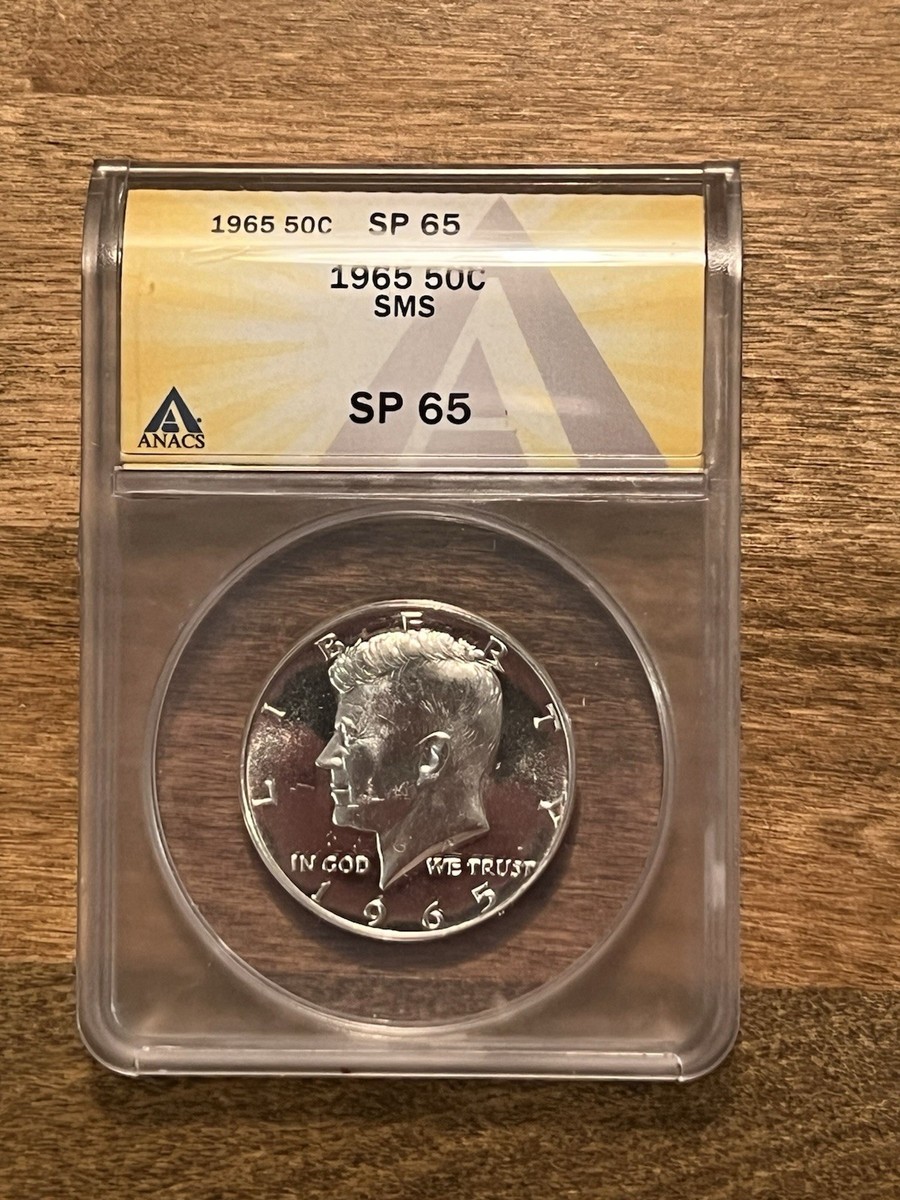 1965 50C SP 65
1965 50C
SMS
SP 65
ANACS
LIBERTY
IN GOD WE TRUST
1965